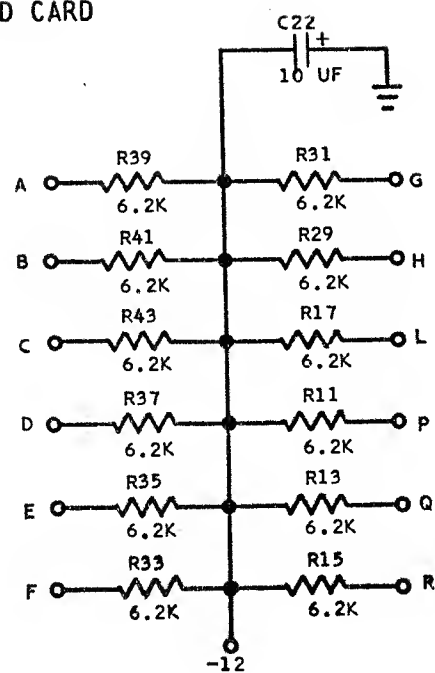 D CARD
C22
+
10 UF
R39 R31
A G
6.2K 6.2K
R41 R29
B H
6.2K 6.2K
R43 R17
C L
6.2K 6.2K
R37 R11
D P
6.2K 6.2K
R35 R13
E Q
6.2K 6.2K
R33 R15
F R
6.2K 6.2K
-12